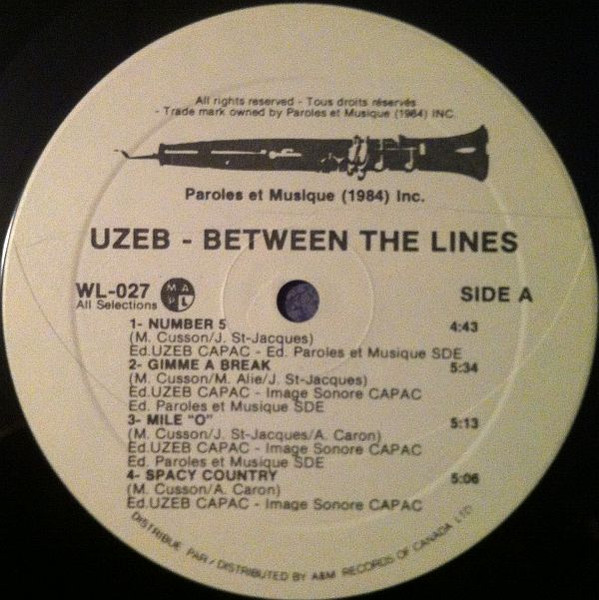 All rights reserved - Tous droits réservés
- Trade mark owned by Paroles et Musique (1984) INC.
Paroles et Musique (1984) Inc.
UZEB - BETWEEN THE LINES
WL-027 MAPL SIDE A
All Selections
1- NUMBER 5 4:43
(M. Cusson/J. St-Jacques)
Ed.UZEB CAPAC - Ed. Paroles et Musique SDE
2- GIMME A BREAK 5:34
(M. Cusson/M. Alie/J. St-Jacques)
Ed.UZEB CAPAC - Image Sonore CAPAC
Ed. Paroles et Musique SDE
3- MILE "O" 5:13
(M. Cusson/J. St-Jacques/A. Caron)
Ed.UZEB CAPAC - Image Sonore CAPAC
Ed. Paroles et Musique SDE
4- SPACY COUNTRY 5:06
(M. Cusson/A. Caron)
Ed.UZEB CAPAC - Image Sonore CAPAC
DISTRIBUE PAR / DISTRIBUTED BY A&M RECORDS OF CANADA LTD